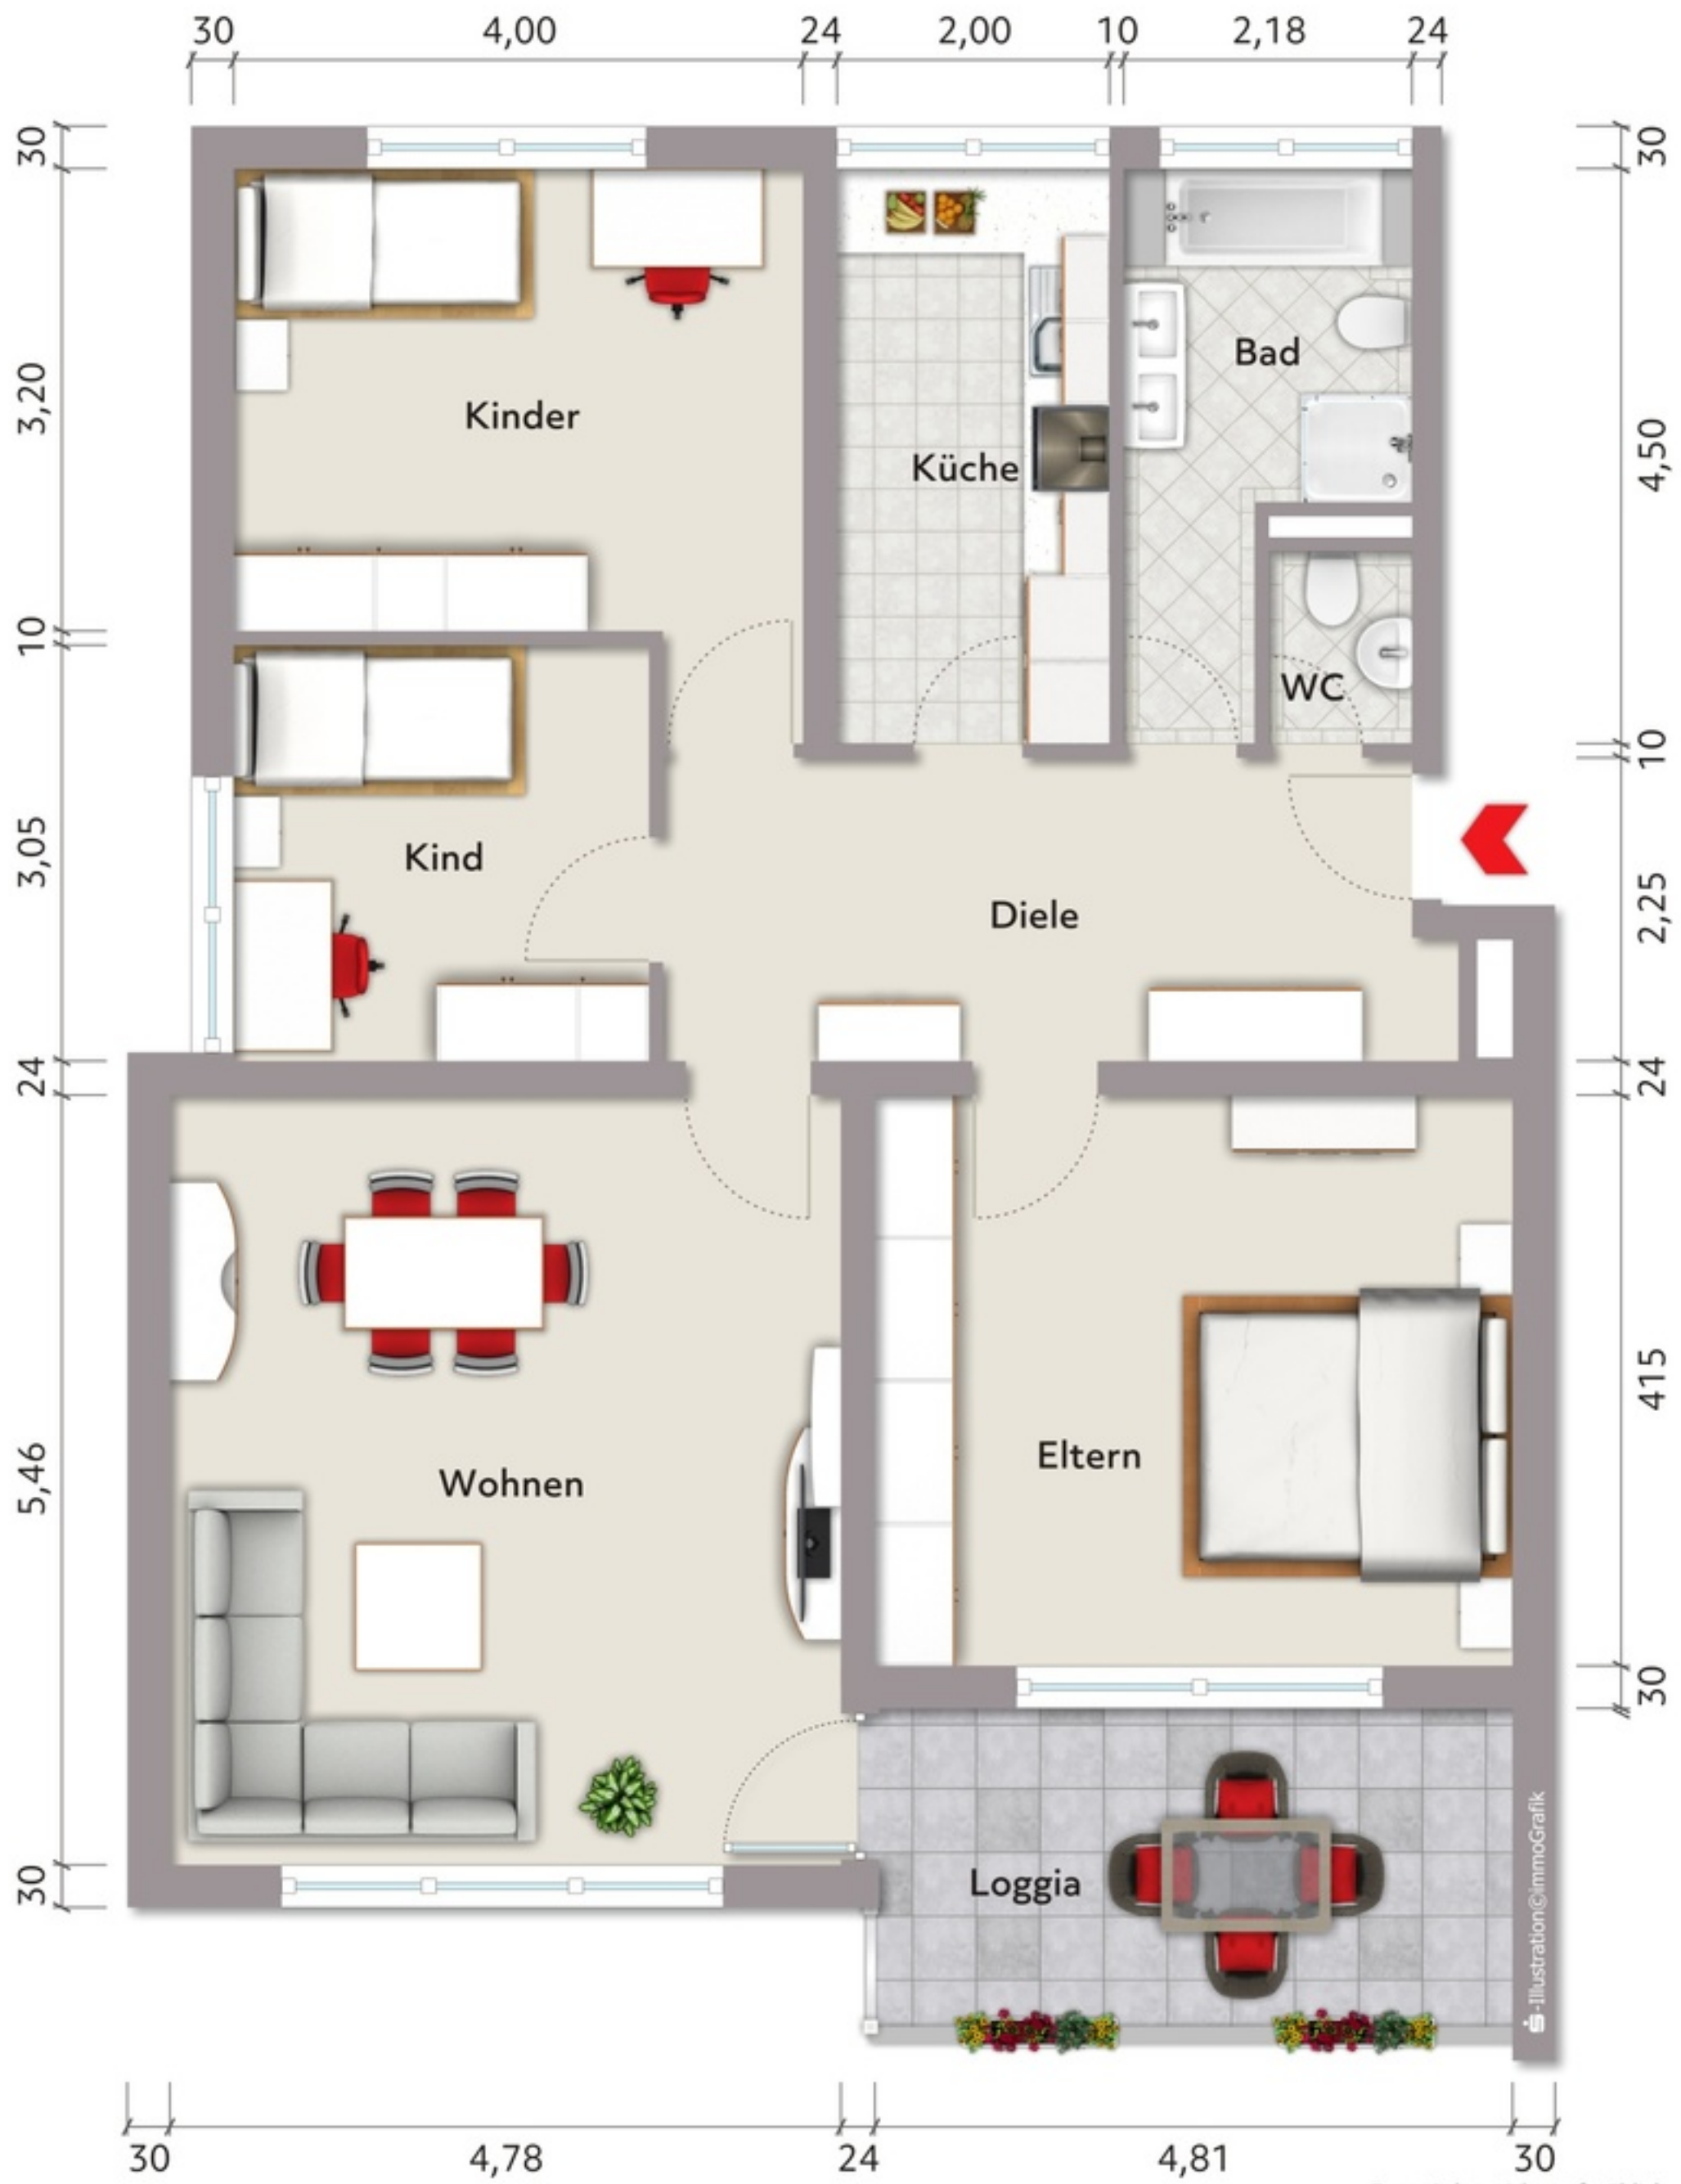 30 4,00 24 2,00 10 2,18 24
30
30
3,20
Kinder
Bad
Küche
4,50
10
WC
10
3,05
Kind
Diele
2,25
24
24
5,46
Wohnen
Eltern
415
30
30
Loggia
S-Illustration©immoGrafik
30 4,78 24 4,81 30